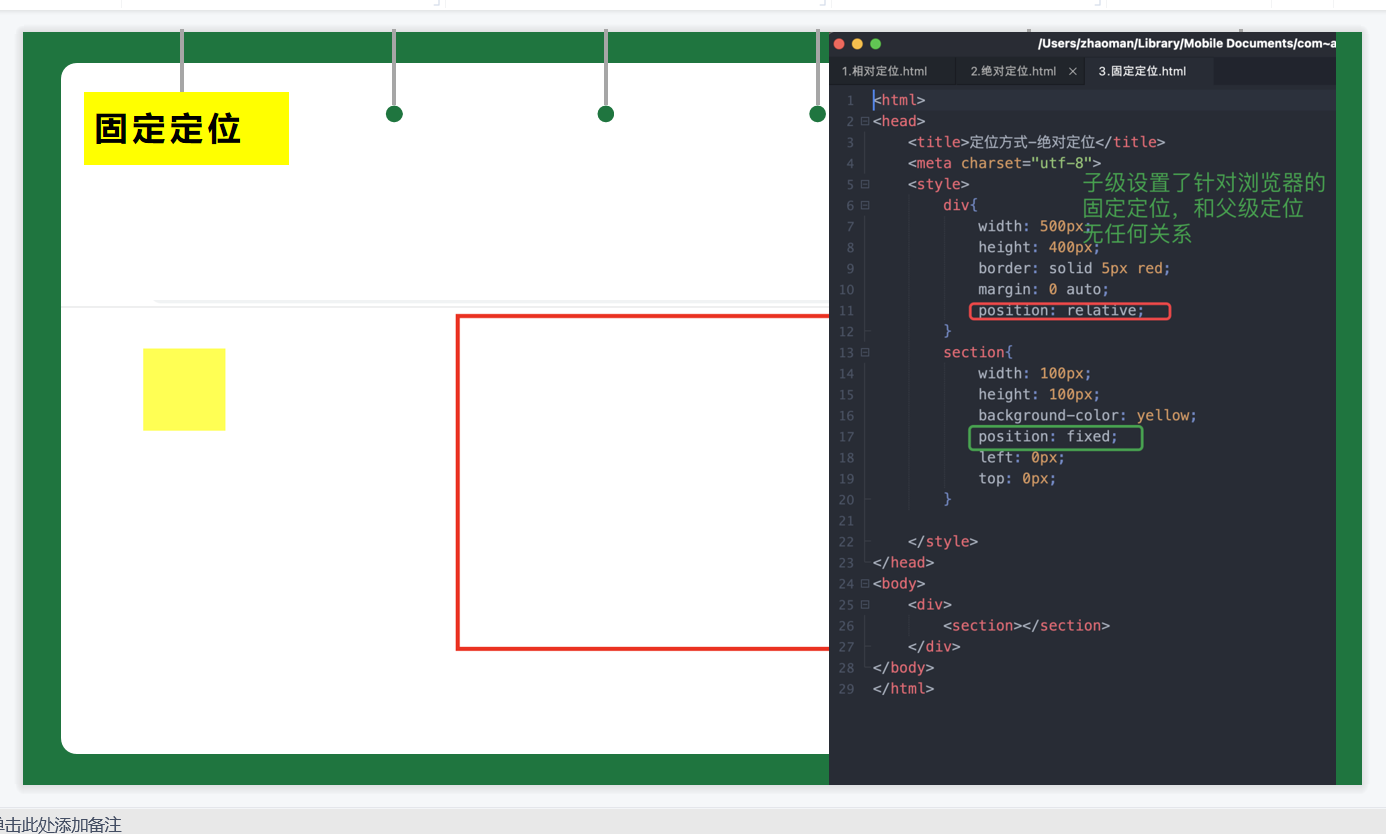 固定定位
/Users/zhaoman/Library/Mobile Documents/com~a
1.相对定位.html
2.绝对定位.html ×
3.固定定位.html
1 <html>
2 <head>
3 <title>定位方式-绝对定位</title>
4 <meta charset="utf-8">
5 <style>
6 div{
7 width: 500px;
8 height: 400px;
9 border: solid 5px red;
10 margin: 0 auto;
11 position: relative;
12 }
13 section{
14 width: 100px;
15 height: 100px;
16 background-color: yellow;
17 position: fixed;
18 left: 0px;
19 top: 0px;
20 }
21
22 </style>
23 </head>
24 <body>
25 <div>
26 <section></section>
27 </div>
28 </body>
29 </html>
子级设置了针对浏览器的
固定定位，和父级定位
无任何关系
单击此处添加备注